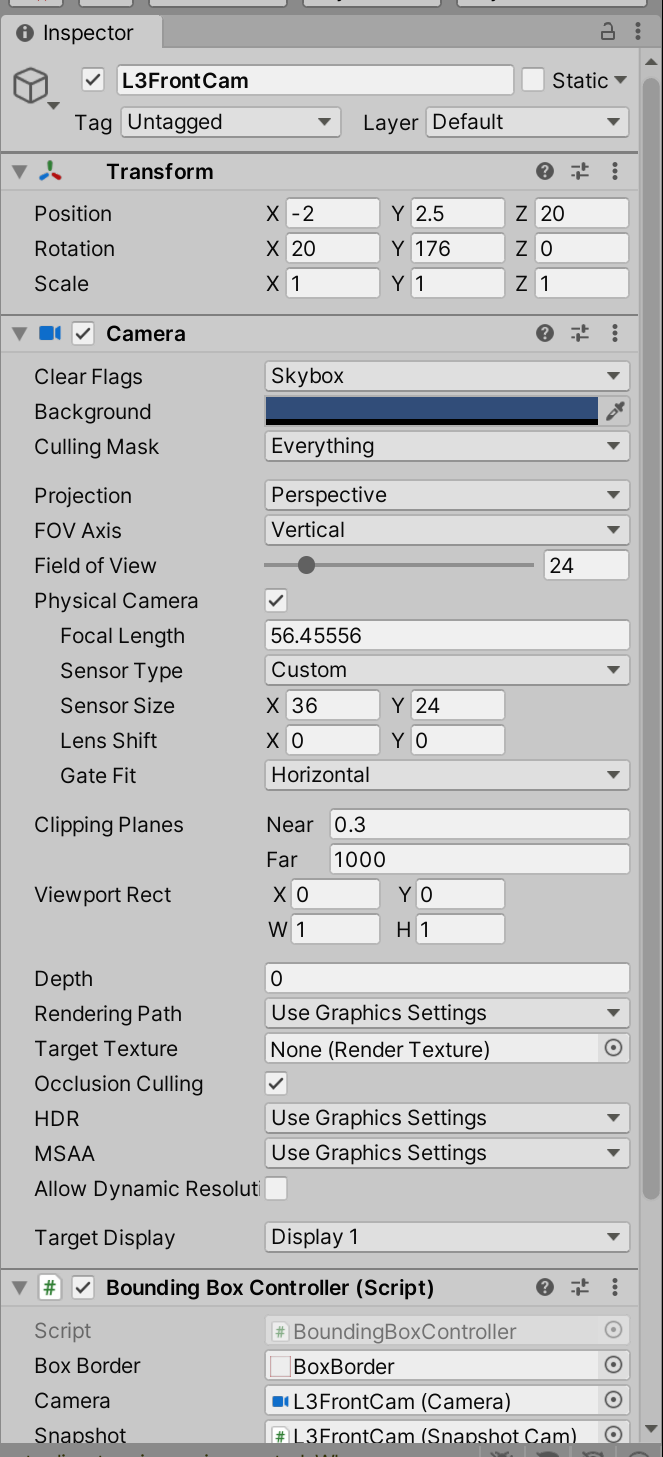 Inspector
L3FrontCam Static
Tag Untagged Layer Default
Transform
Position X -2 Y 2.5 Z 20
Rotation X 20 Y 176 Z 0
Scale X 1 Y 1 Z 1
Camera
Clear Flags Skybox
Background
Culling Mask Everything
Projection Perspective
FOV Axis Vertical
Field of View 24
Physical Camera
Focal Length 56.45556
Sensor Type Custom
Sensor Size X 36 Y 24
Lens Shift X 0 Y 0
Gate Fit Horizontal
Clipping Planes Near 0.3
Far 1000
Viewport Rect X 0 Y 0
W 1 H 1
Depth 0
Rendering Path Use Graphics Settings
Target Texture None (Render Texture)
Occlusion Culling
HDR Use Graphics Settings
MSAA Use Graphics Settings
Allow Dynamic Resoluti
Target Display Display 1
# Bounding Box Controller (Script)
Script # BoundingBoxController
Box Border BoxBorder
Camera L3FrontCam (Camera)
Snapshot # L3FrontCam (Snapshot Cam)